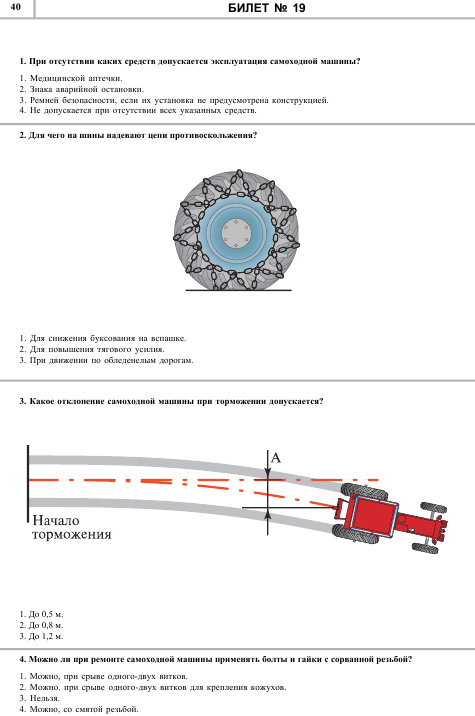 40
БИЛЕТ № 19
1. При отсутствии каких средств допускается эксплуатация самоходной машины?
1. Медицинской аптечки.
2. Знака аварийной остановки.
3. Ремней безопасности, если их установка не предусмотрена конструкцией.
4. Не допускается при отсутствии всех указанных средств.
2. Для чего на шины надевают цепи противоскольжения?
1. Для снижения буксования на вспашке.
2. Для повышения тягового усилия.
3. При движении по обледенелым дорогам.
3. Какое отклонение самоходной машины при торможении допускается?
А
Начало
торможения
1. До 0,5 м.
2. До 0,8 м.
3. До 1,2 м.
4. Можно ли при ремонте самоходной машины применять болты и гайки с сорванной резьбой?
1. Можно, при срыве одного-двух витков.
2. Можно, при срыве одного-двух витков для крепления кожухов.
3. Нельзя.
4. Можно, со смятой резьбой.